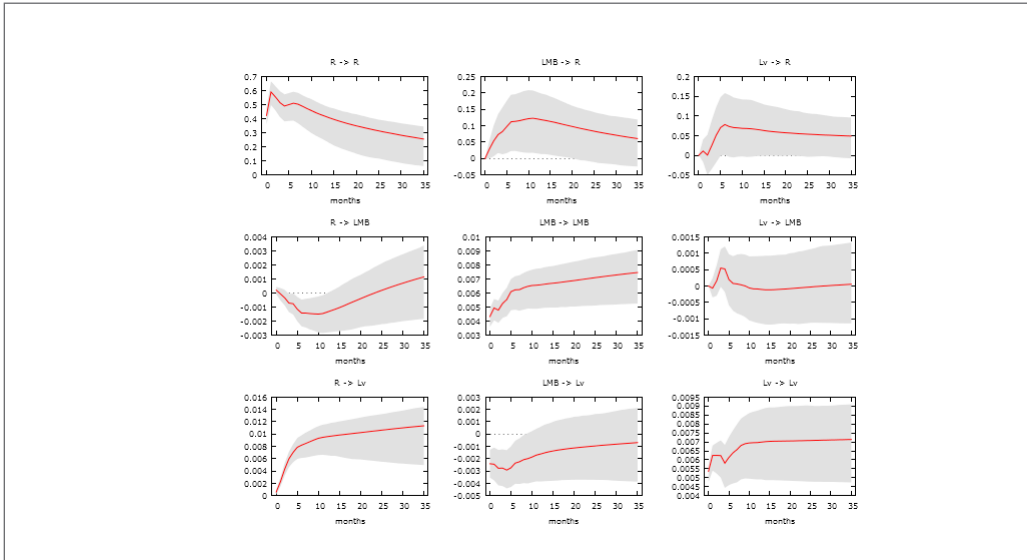 R -> R
LMB -> R
Lv -> R
0.7
0.6
0.5
0.4
0.3
0.2
0.1
0
0 5 10 15 20 25 30 35
months
0.25
0.2
0.15
0.1
0.05
0
-0.05
0 5 10 15 20 25 30 35
months
0.2
0.15
0.1
0.05
0
-0.05
0 5 10 15 20 25 30 35
months
R -> LMB
LMB -> LMB
Lv -> LMB
0.004
0.003
0.002
0.001
0
-0.001
-0.002
-0.003
0 5 10 15 20 25 30 35
months
0.01
0.009
0.008
0.007
0.006
0.005
0.004
0.003
0 5 10 15 20 25 30 35
months
0.0015
0.001
0.0005
0
-0.0005
-0.001
-0.0015
0 5 10 15 20 25 30 35
months
R -> Lv
LMB -> Lv
Lv -> Lv
0.016
0.014
0.012
0.01
0.008
0.006
0.004
0.002
0
0 5 10 15 20 25 30 35
months
0.003
0.002
0.001
0
-0.001
-0.002
-0.003
-0.004
-0.005
0 5 10 15 20 25 30 35
months
0.0095
0.009
0.0085
0.008
0.0075
0.007
0.0065
0.006
0.0055
0.005
0.0045
0.004
0 5 10 15 20 25 30 35
months